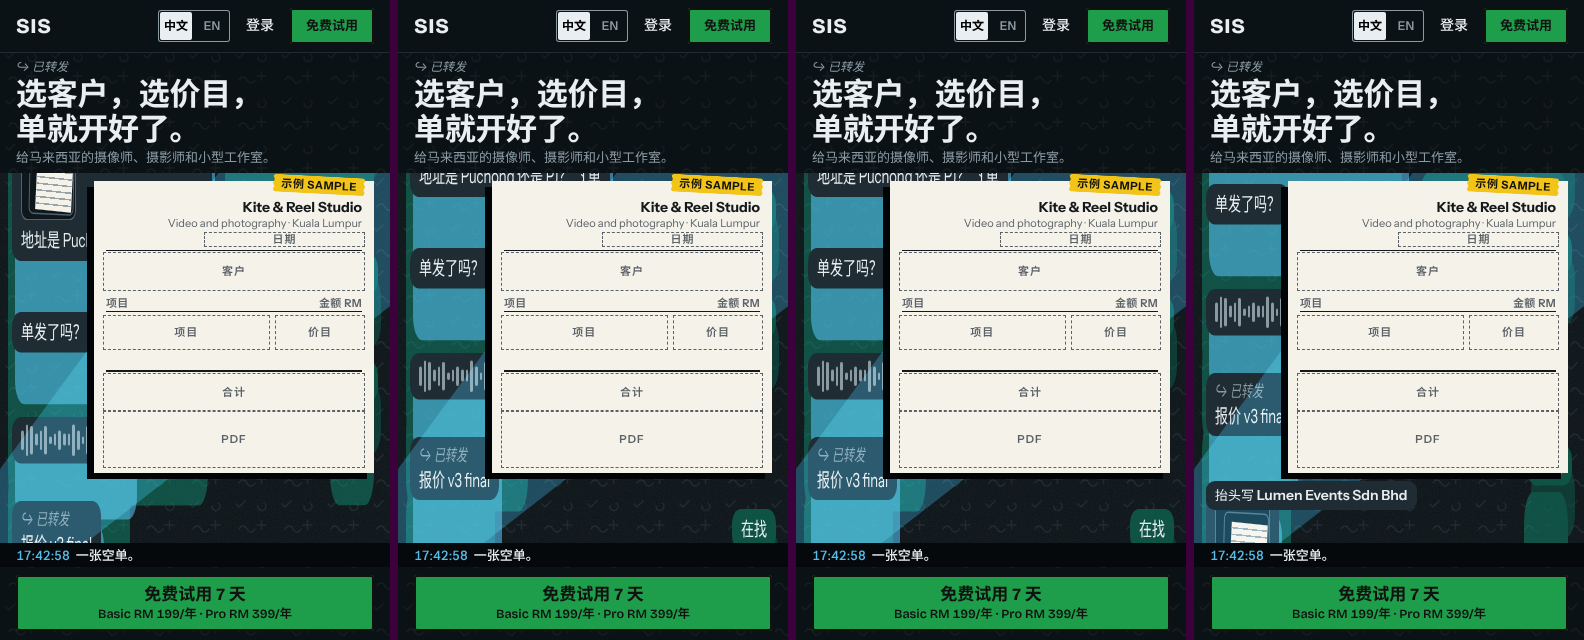 SIS
中文 EN 登录 免费试用
已转发
选客户，选价目，
单就开好了。
给马来西亚的摄像师、摄影师和小型工作室。
示例 SAMPLE
Kite & Reel Studio
Video and photography · Kuala Lumpur
日期
客户
项目 金额 RM
项目 价目
合计
PDF
地址是
单发了吗？
已转发
17:42:58 一张空单。
免费试用 7 天
Basic RM 199/年 · Pro RM 399/年
SIS
中文 EN 登录 免费试用
已转发
选客户，选价目，
单就开好了。
给马来西亚的摄像师、摄影师和小型工作室。
地址是 Puchong 还是 PJ？
示例 SAMPLE
Kite & Reel Studio
Video and photography · Kuala Lumpur
日期
客户
项目 金额 RM
项目 价目
合计
PDF
单发了吗？
已转发
报价 v3 final
在找
17:42:58 一张空单。
免费试用 7 天
Basic RM 199/年 · Pro RM 399/年
SIS
中文 EN 登录 免费试用
已转发
选客户，选价目，
单就开好了。
给马来西亚的摄像师、摄影师和小型工作室。
地址是 Puchong 还是 PJ？
示例 SAMPLE
Kite & Reel Studio
Video and photography · Kuala Lumpur
日期
客户
项目 金额 RM
项目 价目
合计
PDF
单发了吗？
已转发
报价 v3 final
在找
17:42:58 一张空单。
免费试用 7 天
Basic RM 199/年 · Pro RM 399/年
SIS
中文 EN 登录 免费试用
已转发
选客户，选价目，
单就开好了。
给马来西亚的摄像师、摄影师和小型工作室。
示例 SAMPLE
Kite & Reel Studio
Video and photography · Kuala Lumpur
日期
客户
项目 金额 RM
项目 价目
合计
PDF
单发了吗？
已转发
报价 v3 final
抬头写 Lumen Events Sdn Bhd
17:42:58 一张空单。
免费试用 7 天
Basic RM 199/年 · Pro RM 399/年